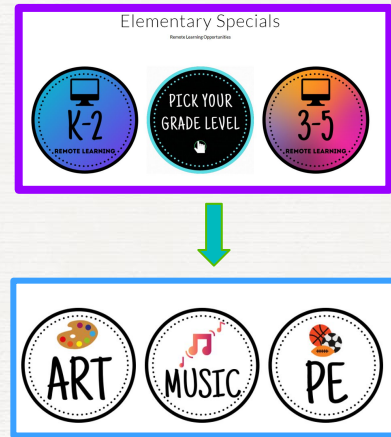 Elementary Specials
Remote Learning Opportunities
K-2
REMOTE LEARNING
PICK YOUR
GRADE LEVEL
3-5
REMOTE LEARNING
ART
MUSIC
PE